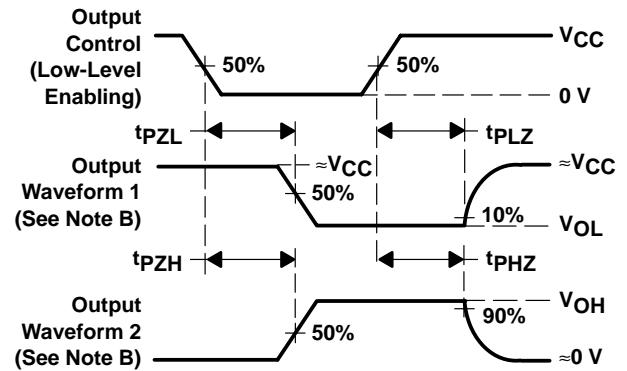 Output
Control
(Low-Level
Enabling)
50%
50%
VCC
0 V
tPZL
tPLZ
Output
Waveform 1
(See Note B)
≈VCC
50%
≈VCC
10%
VOL
tPZH
tPHZ
Output
Waveform 2
(See Note B)
50%
VOH
90%
≈0 V